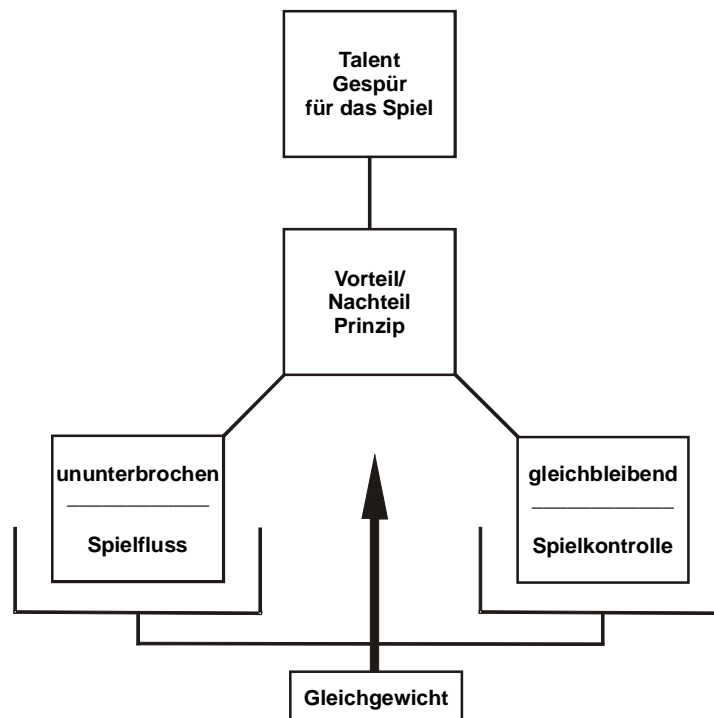 Talent
Gespür
für das Spiel
Vorteil/
Nachteil
Prinzip
ununterbrochen
Spielfluss
gleichbleibend
Spielkontrolle
Gleichgewicht